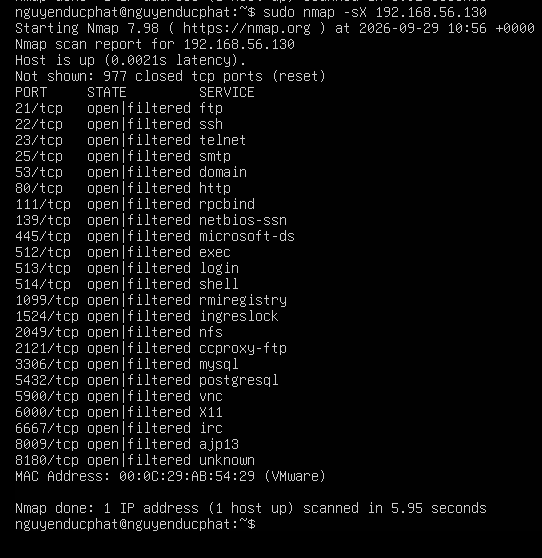 nguyenducphat@nguyenducphat:~$ sudo nmap -sX 192.168.56.130
Starting Nmap 7.98 ( https://nmap.org ) at 2026-09-29 10:56 +0000
Nmap scan report for 192.168.56.130
Host is up (0.0021s latency).
Not shown: 977 closed tcp ports (reset)
PORT     STATE         SERVICE
21/tcp   open|filtered ftp
22/tcp   open|filtered ssh
23/tcp   open|filtered telnet
25/tcp   open|filtered smtp
53/tcp   open|filtered domain
80/tcp   open|filtered http
111/tcp  open|filtered rpcbind
139/tcp  open|filtered netbios-ssn
445/tcp  open|filtered microsoft-ds
512/tcp  open|filtered exec
513/tcp  open|filtered login
514/tcp  open|filtered shell
1099/tcp open|filtered rmiregistry
1524/tcp open|filtered ingreslock
2049/tcp open|filtered nfs
2121/tcp open|filtered ccproxy-ftp
3306/tcp open|filtered mysql
5432/tcp open|filtered postgresql
5900/tcp open|filtered vnc
6000/tcp open|filtered X11
6667/tcp open|filtered irc
8009/tcp open|filtered ajp13
8180/tcp open|filtered unknown
MAC Address: 00:0C:29:AB:54:29 (VMware)

Nmap done: 1 IP address (1 host up) scanned in 5.95 seconds
nguyenducphat@nguyenducphat:~$